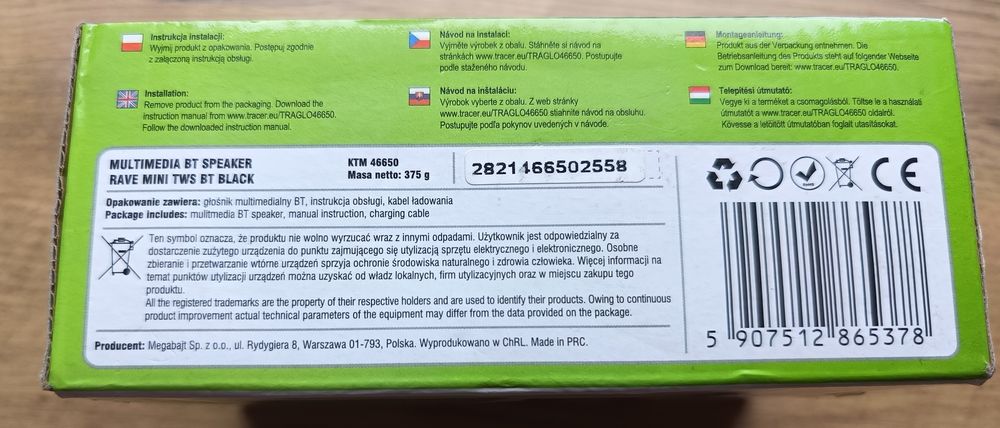 Instrukcja instalacji:
Wyjmij produkt z opakowania. Postępuj zgodnie
z załączoną instrukcją obsługi.
Návod na instalaci:
Vyjměte výrobek z obalu. Stáhněte si návod na
stránkách www.tracer.eu/TRAGLO46650. Postupujte
podle staženého návodu.
Montageanleitung:
Produkt aus der Verpackung entnehmen. Die
Betriebsanleitung des Produkts steht auf folgender Webseite
zum Download bereit: www.tracer.eu/TRAGLO46650.
Installation:
Remove product from the packaging. Download the
instruction manual from www.tracer.eu/TRAGLO46650.
Follow the downloaded instruction manual.
Návod na inštaláciu:
Výrobok vyberte z obalu. Z web stránky
www.tracer.eu/TRAGLO46650 stiahnite návod na obsluhu.
Postupujte podľa pokynov uvedených v návode.
Telepítési útmutató:
Vegye ki a terméket a csomagolásból. Töltse le a használati
útmutatót a www.tracer.eu/TRAGLO46650 oldalról.
Kövesse a letöltött útmutatóban foglalt utasításokat.
MULTIMEDIA BT SPEAKER
RAVE MINI TWS BT BLACK
KTM 46650
Masa netto: 375 g
2821466502558
Opakowanie zawiera: głośnik multimedialny BT, instrukcja obsługi, kabel ładowania
Package includes: mulitmedia BT speaker, manual instruction, charging cable
Ten symbol oznacza, że produktu nie wolno wyrzucać wraz z innymi odpadami. Użytkownik jest odpowiedzialny za
dostarczenie zużytego urządzenia do punktu zajmującego się utylizacją sprzętu elektrycznego i elektronicznego. Osobne
zbieranie i przetwarzanie wtórne urządzeń sprzyja ochronie środowiska naturalnego i zdrowia człowieka. Więcej informacji na
temat punktów utylizacji urządzeń można uzyskać od władz lokalnych, firm utylizacyjnych oraz w miejscu zakupu tego
produktu.
All the registered trademarks are the property of their respective holders and are used to identify their products. Owing to continuous
product improvement actual technical parameters of the equipment may differ from the data provided on the package.
Producent: Megabajt Sp. z o.o., ul. Rydygiera 8, Warszawa 01-793, Polska. Wyprodukowano w ChRL. Made in PRC.
CE
5 907512 865378